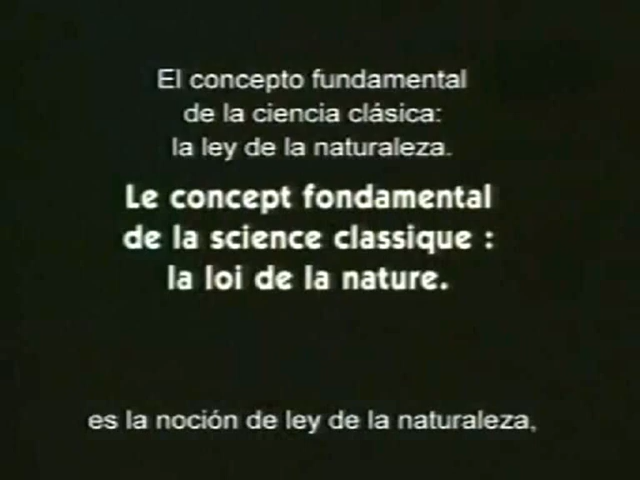 El concepto fundamental
de la ciencia clásica:
la ley de la naturaleza.
Le concept fondamental
de la science classique :
la loi de la nature.
es la noción de ley de la naturaleza,